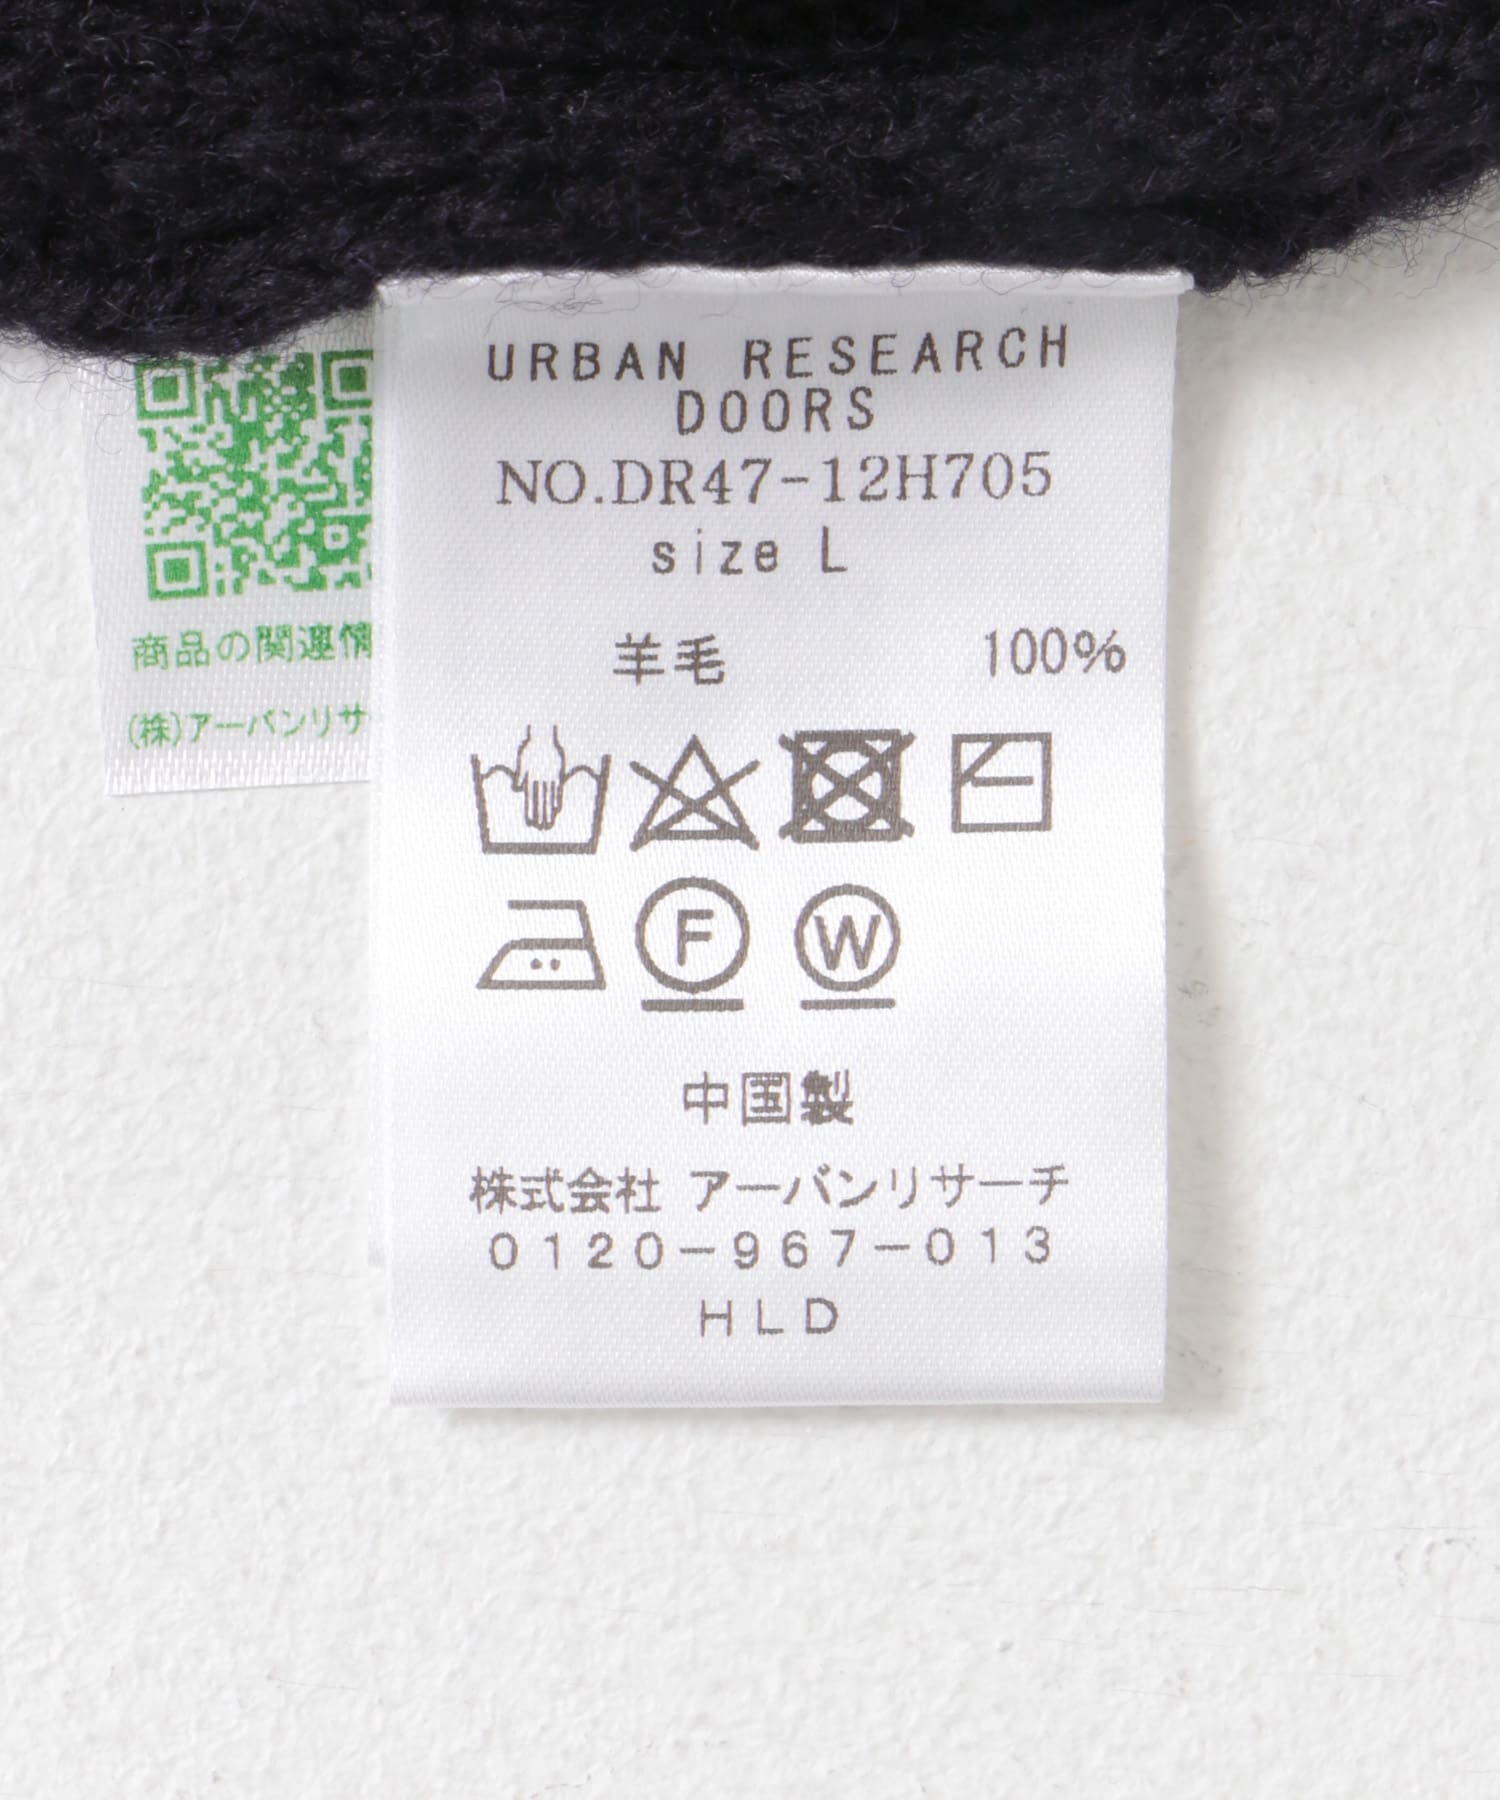 URBAN RESEARCH
DOORS
NO.DR47-12H705
size L
羊毛 100%
F W
中国製
株式会社 アーバンリサーチ
0120-967-013
HLD
商品の関連情
(株)アーバンリサ